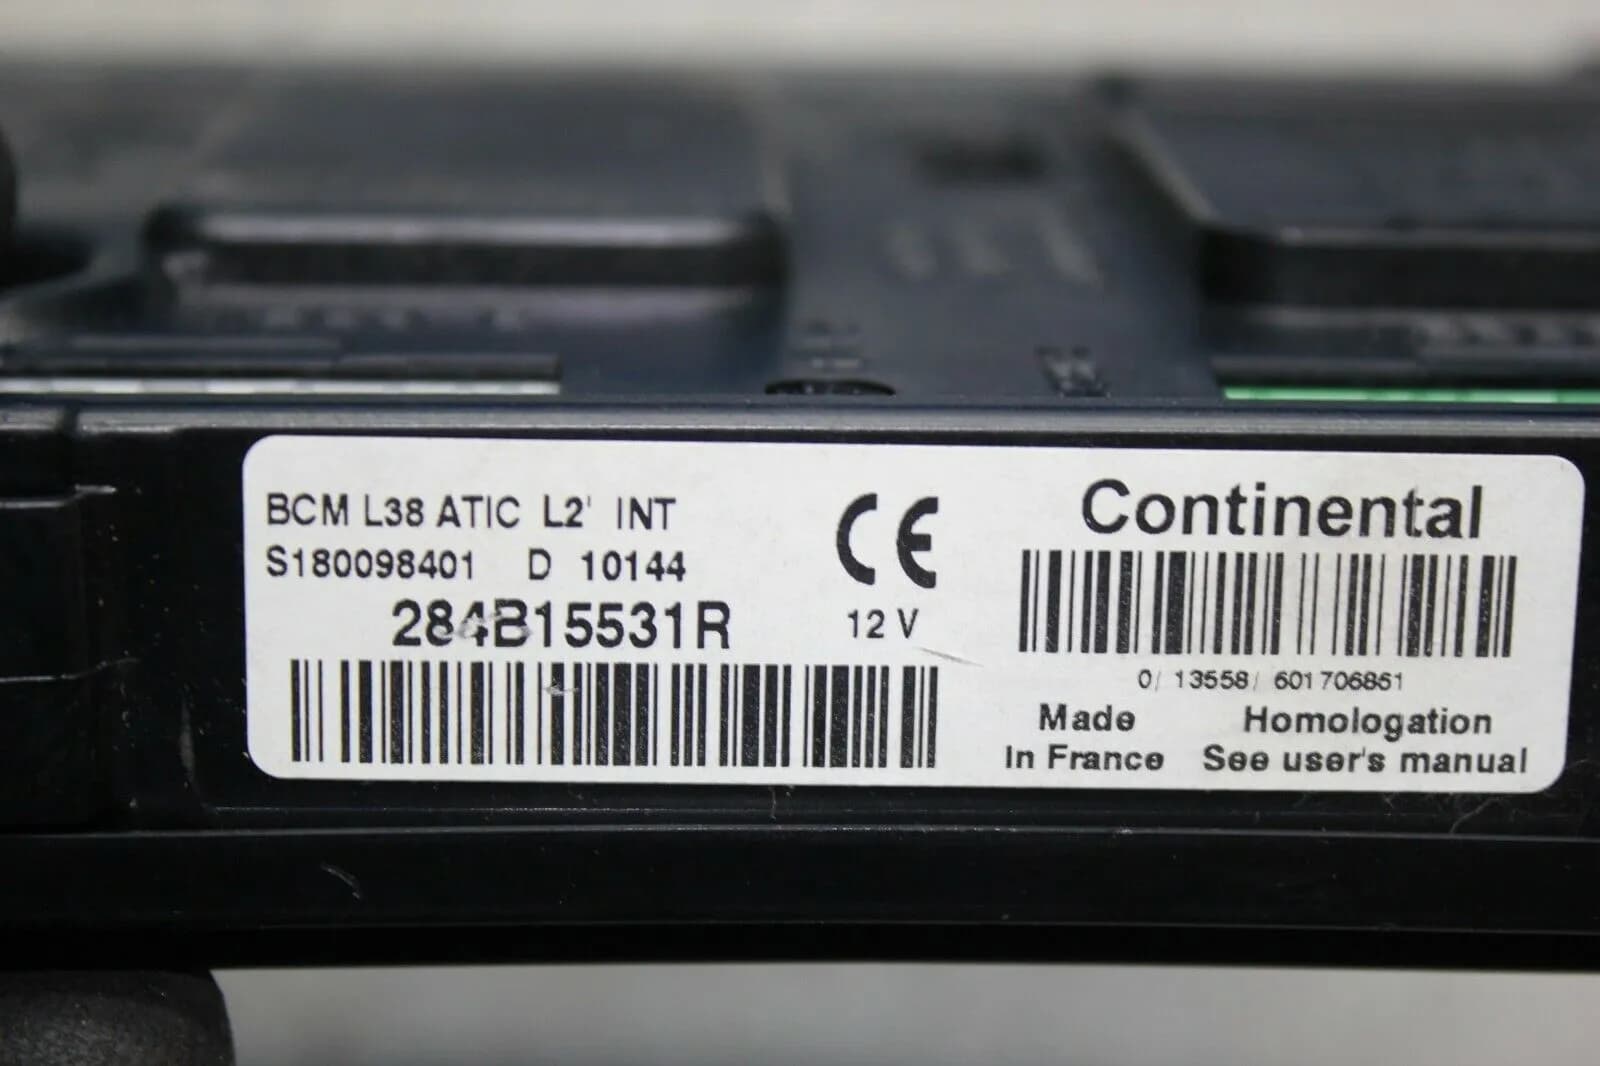 BCM L38 ATIC L2' INT
S180098401 D 10144
284B15531R
CE
12 V
Continental
0/ 13558/ 601706851
Made
In France
Homologation
See user's manual